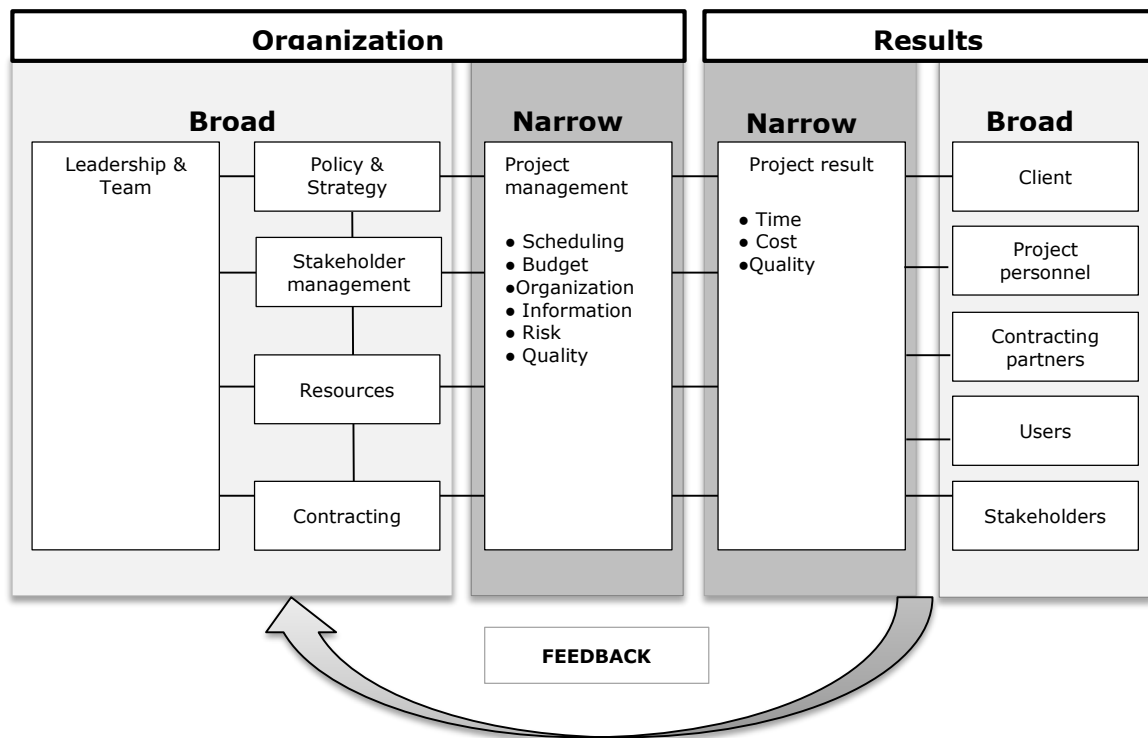 Organization
Results
Broad
Narrow
Narrow
Broad
Leadership &
Team
Policy &
Strategy
Stakeholder
management
Resources
Contracting
Project
management
● Scheduling
● Budget
●Organization
● Information
● Risk
● Quality
Project result
● Time
● Cost
●Quality
Client
Project
personnel
Contracting
partners
Users
Stakeholders
FEEDBACK